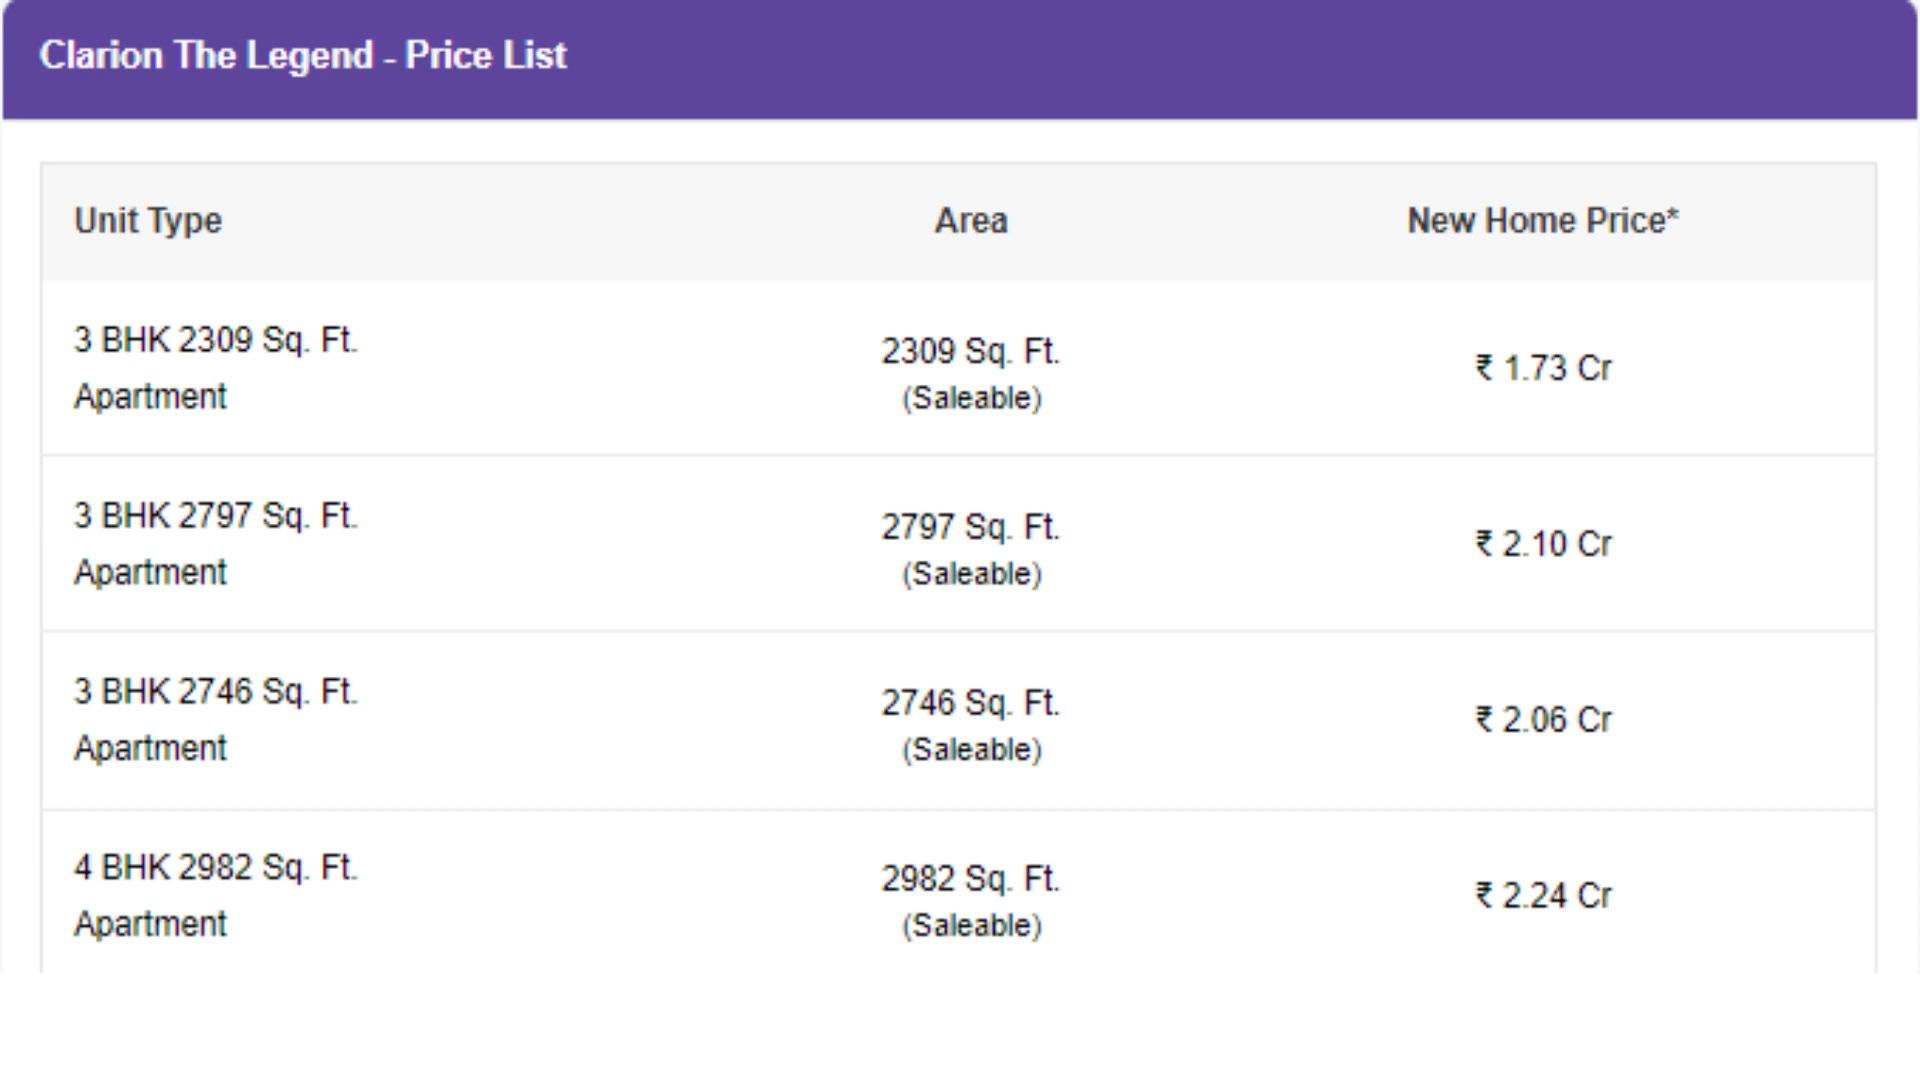 Clarion The Legend - Price List
Unit Type Area New Home Price*
3 BHK 2309 Sq. Ft.
Apartment
2309 Sq. Ft.
(Saleable)
₹ 1.73 Cr
3 BHK 2797 Sq. Ft.
Apartment
2797 Sq. Ft.
(Saleable)
₹ 2.10 Cr
3 BHK 2746 Sq. Ft.
Apartment
2746 Sq. Ft.
(Saleable)
₹ 2.06 Cr
4 BHK 2982 Sq. Ft.
Apartment
2982 Sq. Ft.
(Saleable)
₹ 2.24 Cr